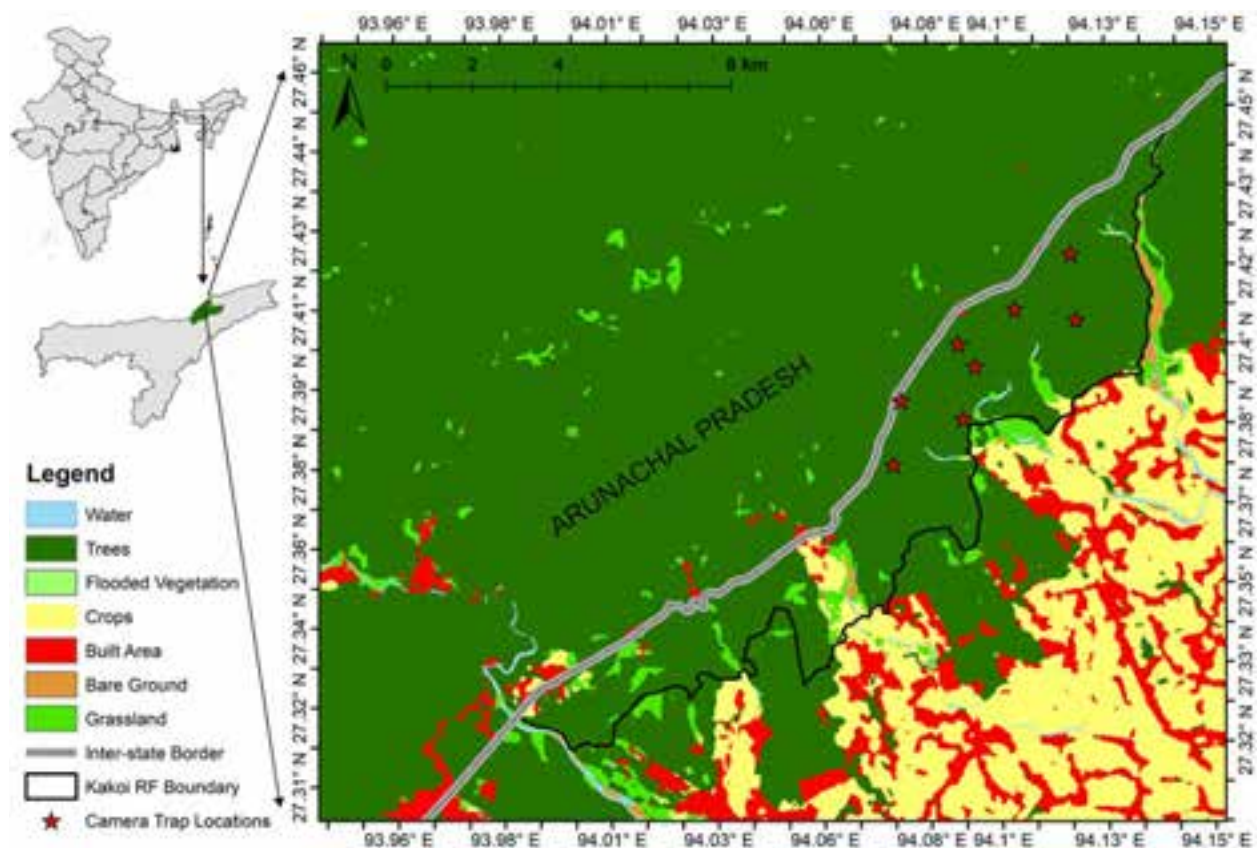 93.96° E 93.98° E 94.01° E 94.03° E 94.06° E 94.08° E 94.1° E 94.13° E 94.15° E
N
0 2 4 8 km
27.46° N
27.44° N
27.43° N
27.41° N
27.39° N
27.38° N
27.36° N
27.34° N
27.32° N
27.31° N
ARUNACHAL PRADESH
27.45° N
27.43° N
27.42° N
27.4° N
27.38° N
27.37° N
27.35° N
27.33° N
27.32° N
Legend
Water
Trees
Flooded Vegetation
Crops
Built Area
Bare Ground
Grassland
Inter-state Border
Kakoi RF Boundary
Camera Trap Locations
93.96° E 93.98° E 94.01° E 94.03° E 94.06° E 94.08° E 94.1° E 94.13° E 94.15° E